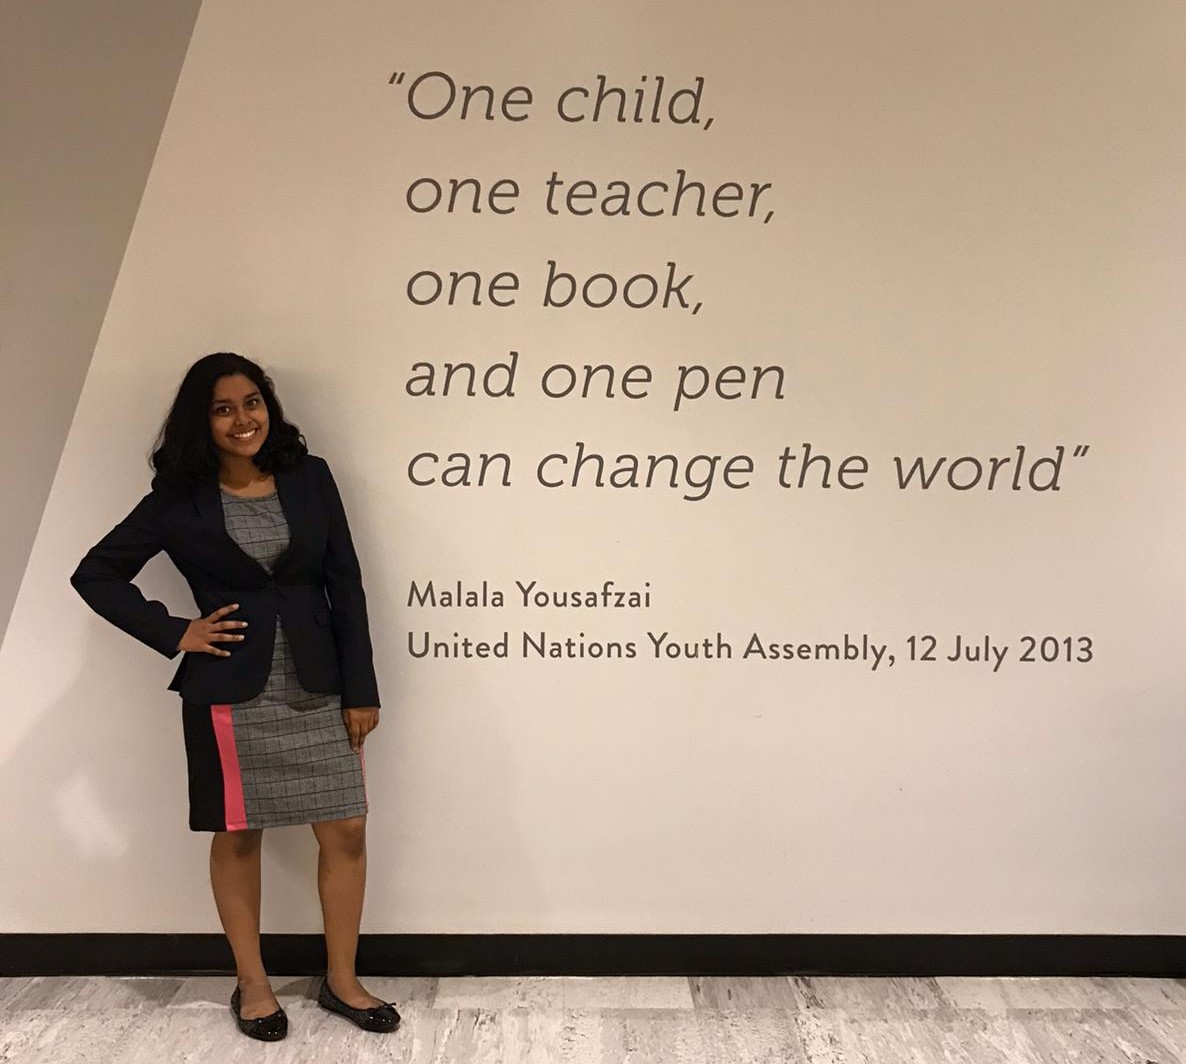 “One child,
one teacher,
one book,
and one pen
can change the world”
Malala Yousafzai
United Nations Youth Assembly, 12 July 2013